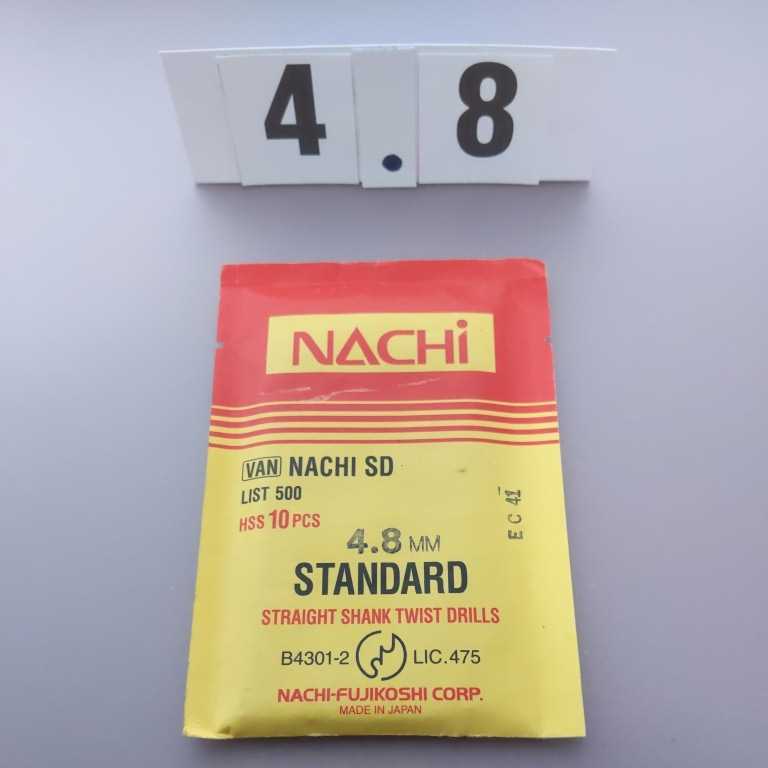 4.8
NACHi
VAN NACHI SD
LIST 500
HSS 10 PCS
EC 41
4.8 MM
STANDARD
STRAIGHT SHANK TWIST DRILLS
B4301-2 LIC.475
NACHI-FUJIKOSHI CORP.
MADE IN JAPAN